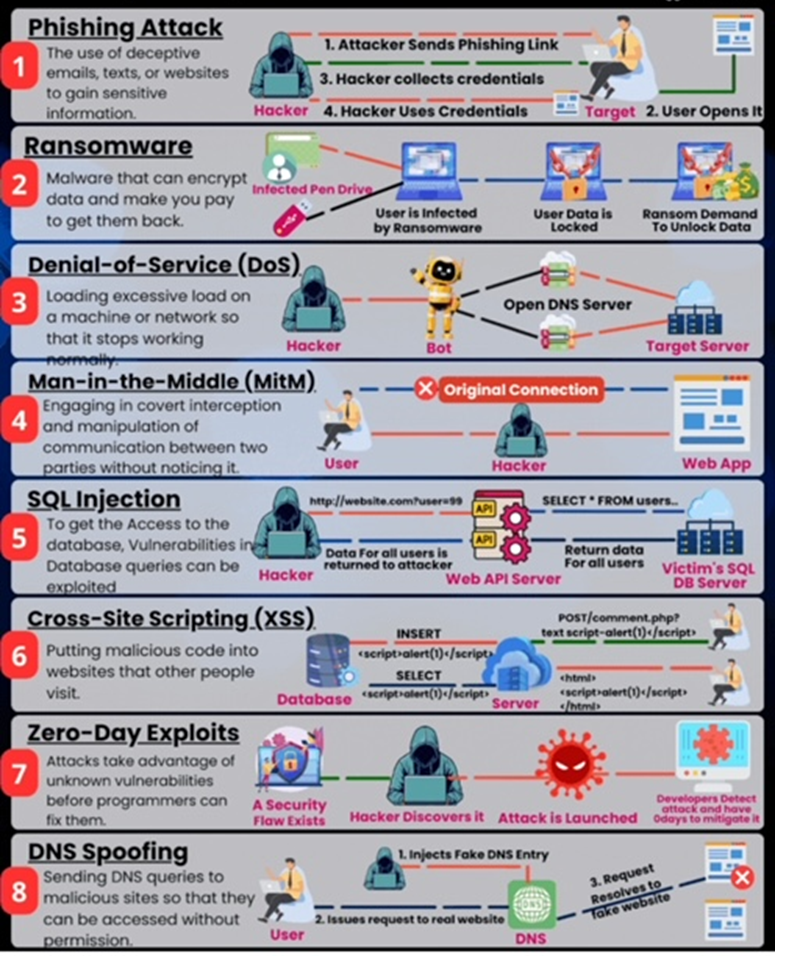 Phishing Attack
1
The use of deceptive
emails, texts, or websites
to gain sensitive
information.
1. Attacker Sends Phishing Link
3. Hacker collects credentials
Hacker
4. Hacker Uses Credentials
Target
2. User Opens It
Ransomware
2
Malware that can encrypt
data and make you pay
to get them back.
Infected Pen Drive
User is Infected
by Ransomware
User Data is
Locked
Ransom Demand
To Unlock Data
Denial-of-Service (DoS)
3
Loading excessive load on
a machine or network so
that it stops working
normally.
Hacker
Bot
Open DNS Server
Target Server
Man-in-the-Middle (MitM)
4
Engaging in covert interception
and manipulation of
communication between two
parties without noticing it.
Original Connection
User
Hacker
Web App
SQL Injection
5
To get the Access to the
database, Vulnerabilities in
Database queries can be
exploited
http://website.com?user=99
Data For all users is
returned to attacker
Hacker
API
API
Web API Server
SELECT * FROM users..
Return data
For all users
Victim's SQL
DB Server
Cross-Site Scripting (XSS)
6
Putting malicious code into
websites that other people
visit.
INSERT
<script>alert(1)</script>
SELECT
<script>alert(1)</script>
Database
Server
POST/comment.php?
text script-alert(1)</script>
<html>
<script>alert(1)</script>
</html>
Zero-Day Exploits
7
Attacks take advantage of
unknown vulnerabilities
before programmers can
fix them.
A Security
Flaw Exists
Hacker Discovers it
Attack is Launched
Developers Detect
attack and have
0days to mitigate it
DNS Spoofing
8
Sending DNS queries to
malicious sites so that they
can be accessed without
permission.
1. Injects Fake DNS Entry
User
2. Issues request to real website
DNS
DNS
3. Request
Resolves to
fake website